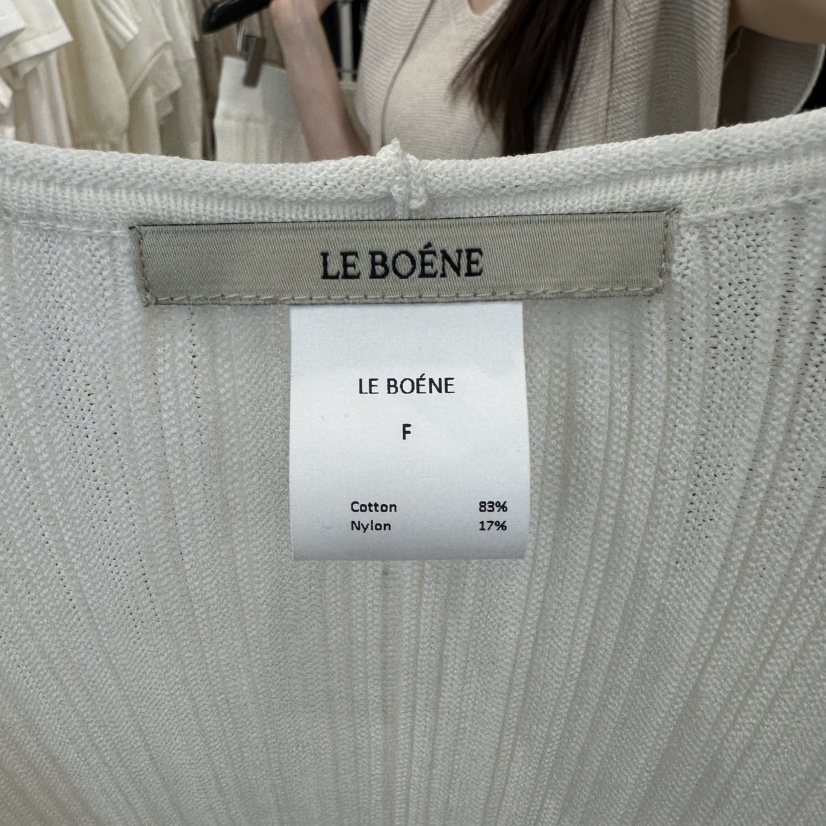 LE BOÉNE
LE BOÉNE
F
Cotton 83%
Nylon 17%